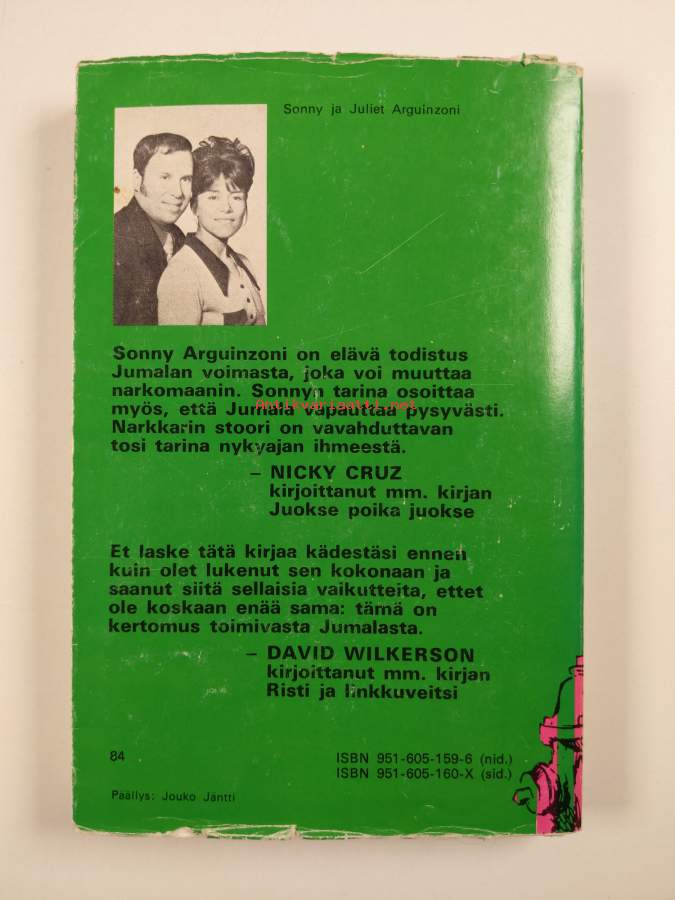 Sonny ja Juliet Arguinzoni
Sonny Arguinzoni on elävä todistus
Jumalan voimasta, joka voi muuttaa
narkomaanin. Sonnyn tarina osoittaa
Antikvariaatti.net
myös, että Jumala vapauttaa pysyvästi.
Narkkarin stoori on vavahduttavan
tosi tarina nykyajan ihmeestä.
– NICKY CRUZ
kirjoittanut mm. kirjan
Juokse poika juokse
Et laske tätä kirjaa kädestäsi ennen
kuin olet lukenut sen kokonaan ja
saanut siitä sellaisia vaikutteita, ettet
ole koskaan enää sama: tämä on
kertomus toimivasta Jumalasta.
– DAVID WILKERSON
kirjoittanut mm. kirjan
Risti ja linkkuveitsi
84
ISBN 951-605-159-6 (nid.)
ISBN 951-605-160-X (sid.)
Päällys: Jouko Jäntti